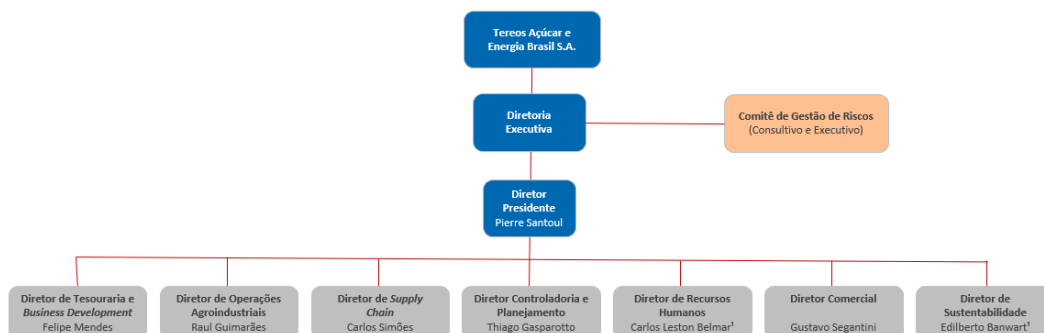 Tereos Açúcar e
Energia Brasil S.A.
Diretoria
Executiva
Comitê de Gestão de Riscos
(Consultivo e Executivo)
Diretor
Presidente
Pierre Santoul
Diretor de Tesouraria e
Business Development
Felipe Mendes
Diretor de Operações
Agroindustriais
Raul Guimarães
Diretor de Supply
Chain
Carlos Simões
Diretor Controladoria e
Planejamento
Thiago Gasparotto
Diretor de Recursos
Humanos
Carlos Leston Belmar¹
Diretor Comercial
Gustavo Segantini
Diretor de
Sustentabilidade
Edilberto Banwart¹